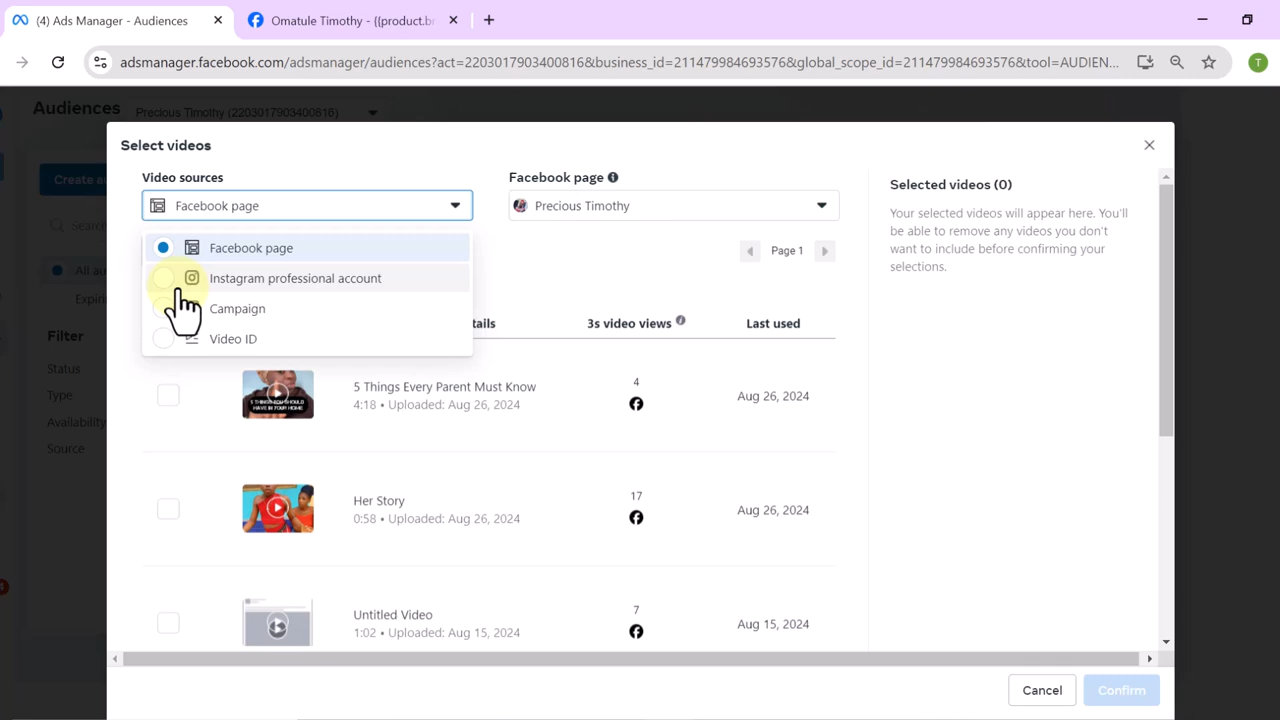 (4) Ads Manager - Audiences
Omatule Timothy - {{product.br
adsmanager.facebook.com/adsmanager/audiences?act=2203017903400816&business_id=211479984693576&global_scope_id=211479984693576&tool=AUDIEN...
T
Audiences
Precious Timothy (2203017903400816)
Create au
Search
All au
Expiri
Filter
Status
Type
Availability
Source
Select videos
Video sources
Facebook page
Facebook page
Precious Timothy
Facebook page
Instagram professional account
Campaign
Video ID
Page 1
tails
3s video views
Last used
5 Things Every Parent Must Know
4:18 • Uploaded: Aug 26, 2024
4
Aug 26, 2024
Her Story
0:58 • Uploaded: Aug 26, 2024
17
Aug 26, 2024
Untitled Video
1:02 • Uploaded: Aug 15, 2024
7
Aug 15, 2024
Selected videos (0)
Your selected videos will appear here. You'll
be able to remove any videos you don't
want to include before confirming your
selections.
Cancel
Confirm